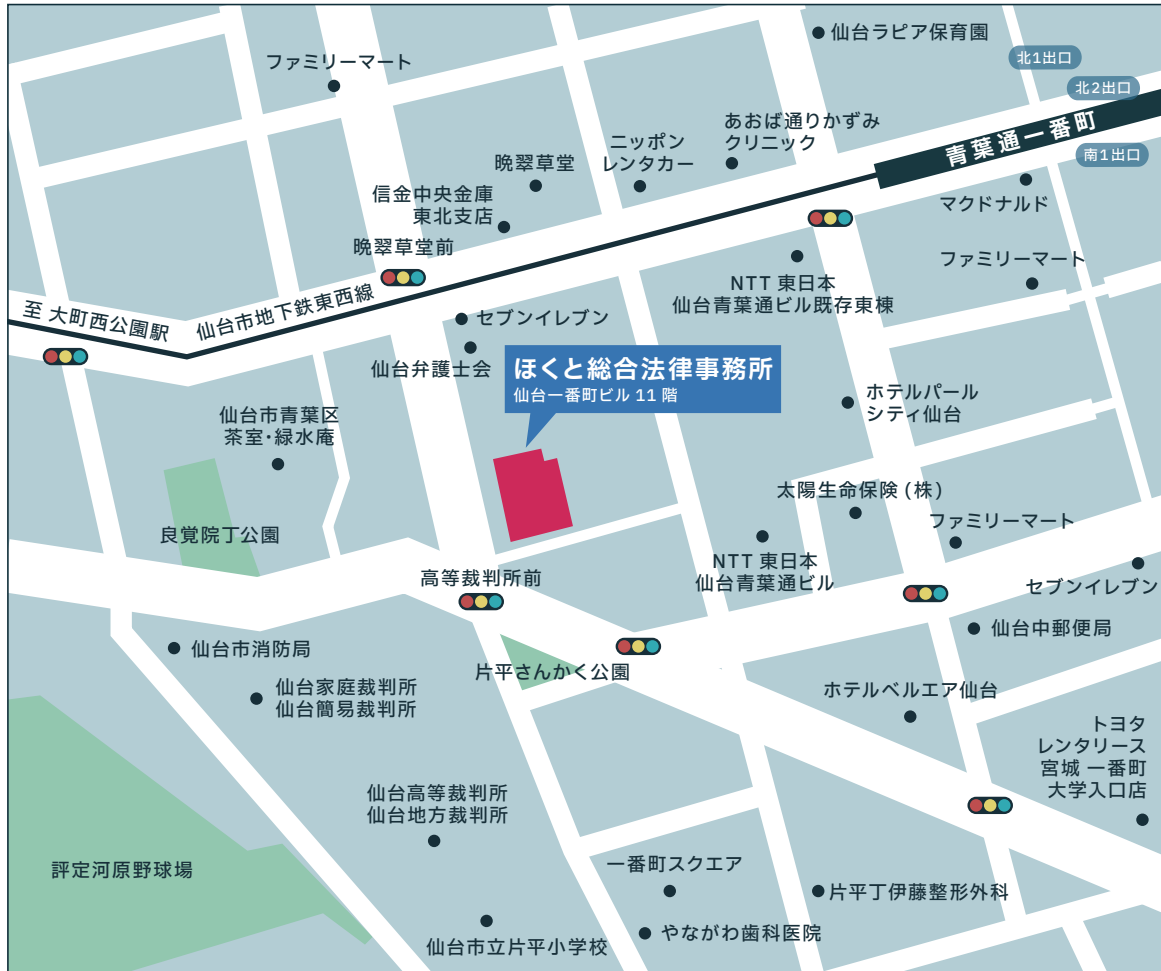 仙台ラピア保育園
北1出口
ファミリーマート
北2出口
あおば通りかずみ
クリニック
青葉通一番町
ニッポン
レンタカー
南1出口
晩翠草堂
信金中央金庫
東北支店
マクドナルド
晩翠草堂前
NTT 東日本
仙台青葉通ビル既存東棟
ファミリーマート
至 大町西公園駅
仙台市地下鉄東西線
セブンイレブン
仙台弁護士会
ほくと総合法律事務所
仙台一番町ビル 11 階
ホテルパール
シティ仙台
仙台市青葉区
茶室・緑水庵
太陽生命保険 (株)
良覚院丁公園
ファミリーマート
NTT 東日本
仙台青葉通ビル
高等裁判所前
セブンイレブン
仙台中郵便局
仙台市消防局
片平さんかく公園
仙台家庭裁判所
仙台簡易裁判所
ホテルベルエア仙台
トヨタ
レンタリース
宮城 一番町
大学入口店
仙台高等裁判所
仙台地方裁判所
評定河原野球場
一番町スクエア
片平丁伊藤整形外科
やながわ歯科医院
仙台市立片平小学校